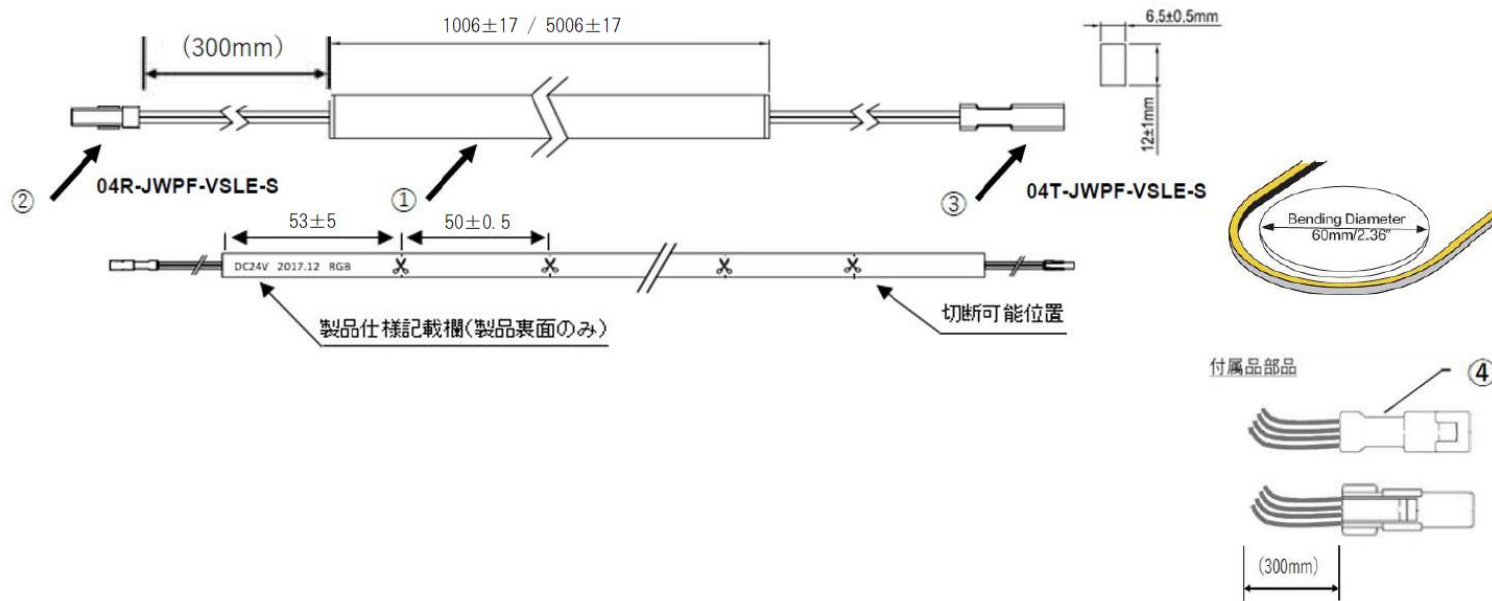 1006±17 / 5006±17
6.5±0.5mm
(300mm)
12±1mm
② 04R-JWPF-VSLE-S
①
③ 04T-JWPF-VSLE-S
53±5
50±0.5
Bending Diameter
60mm/2.36"
DC24V 2017.12 RGB
製品仕様記載欄(製品裏面のみ)
切断可能位置
付属品部品
④
(300mm)